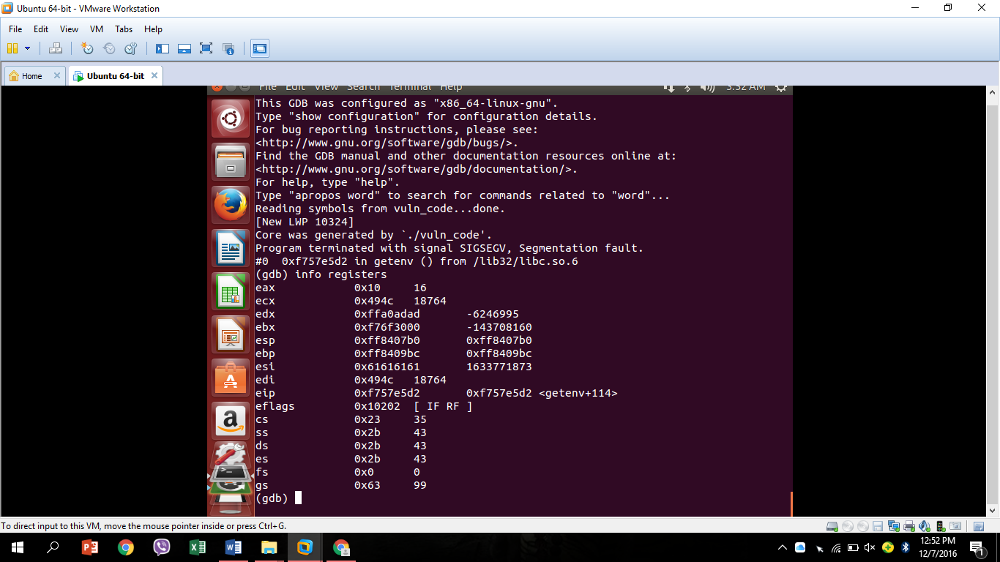 Ubuntu 64-bit - VMware Workstation
File Edit View VM Tabs Help
Home Ubuntu 64-bit
File Edit View Search Terminal Help 3:52 AM
This GDB was configured as "x86_64-linux-gnu".
Type "show configuration" for configuration details.
For bug reporting instructions, please see:
<http://www.gnu.org/software/gdb/bugs/>.
Find the GDB manual and other documentation resources online at:
<http://www.gnu.org/software/gdb/documentation/>.
For help, type "help".
Type "apropos word" to search for commands related to "word"...
Reading symbols from vuln_code...done.
[New LWP 10324]
Core was generated by `./vuln_code'.
Program terminated with signal SIGSEGV, Segmentation fault.
#0  0xf757e5d2 in getenv () from /lib32/libc.so.6
(gdb) info registers
eax 0x10 16
ecx 0x494c 18764
edx 0xffa0adad -6246995
ebx 0xf76f3000 -143708160
esp 0xff8407b0 0xff8407b0
ebp 0xff8409bc 0xff8409bc
esi 0x61616161 1633771873
edi 0x494c 18764
eip 0xf757e5d2 0xf757e5d2 <getenv+114>
eflags 0x10202 [ IF RF ]
cs 0x23 35
ss 0x2b 43
ds 0x2b 43
es 0x2b 43
fs 0x0 0
gs 0x63 99
(gdb)
To direct input to this VM, move the mouse pointer inside or press Ctrl+G.
12:52 PM
12/7/2016
1